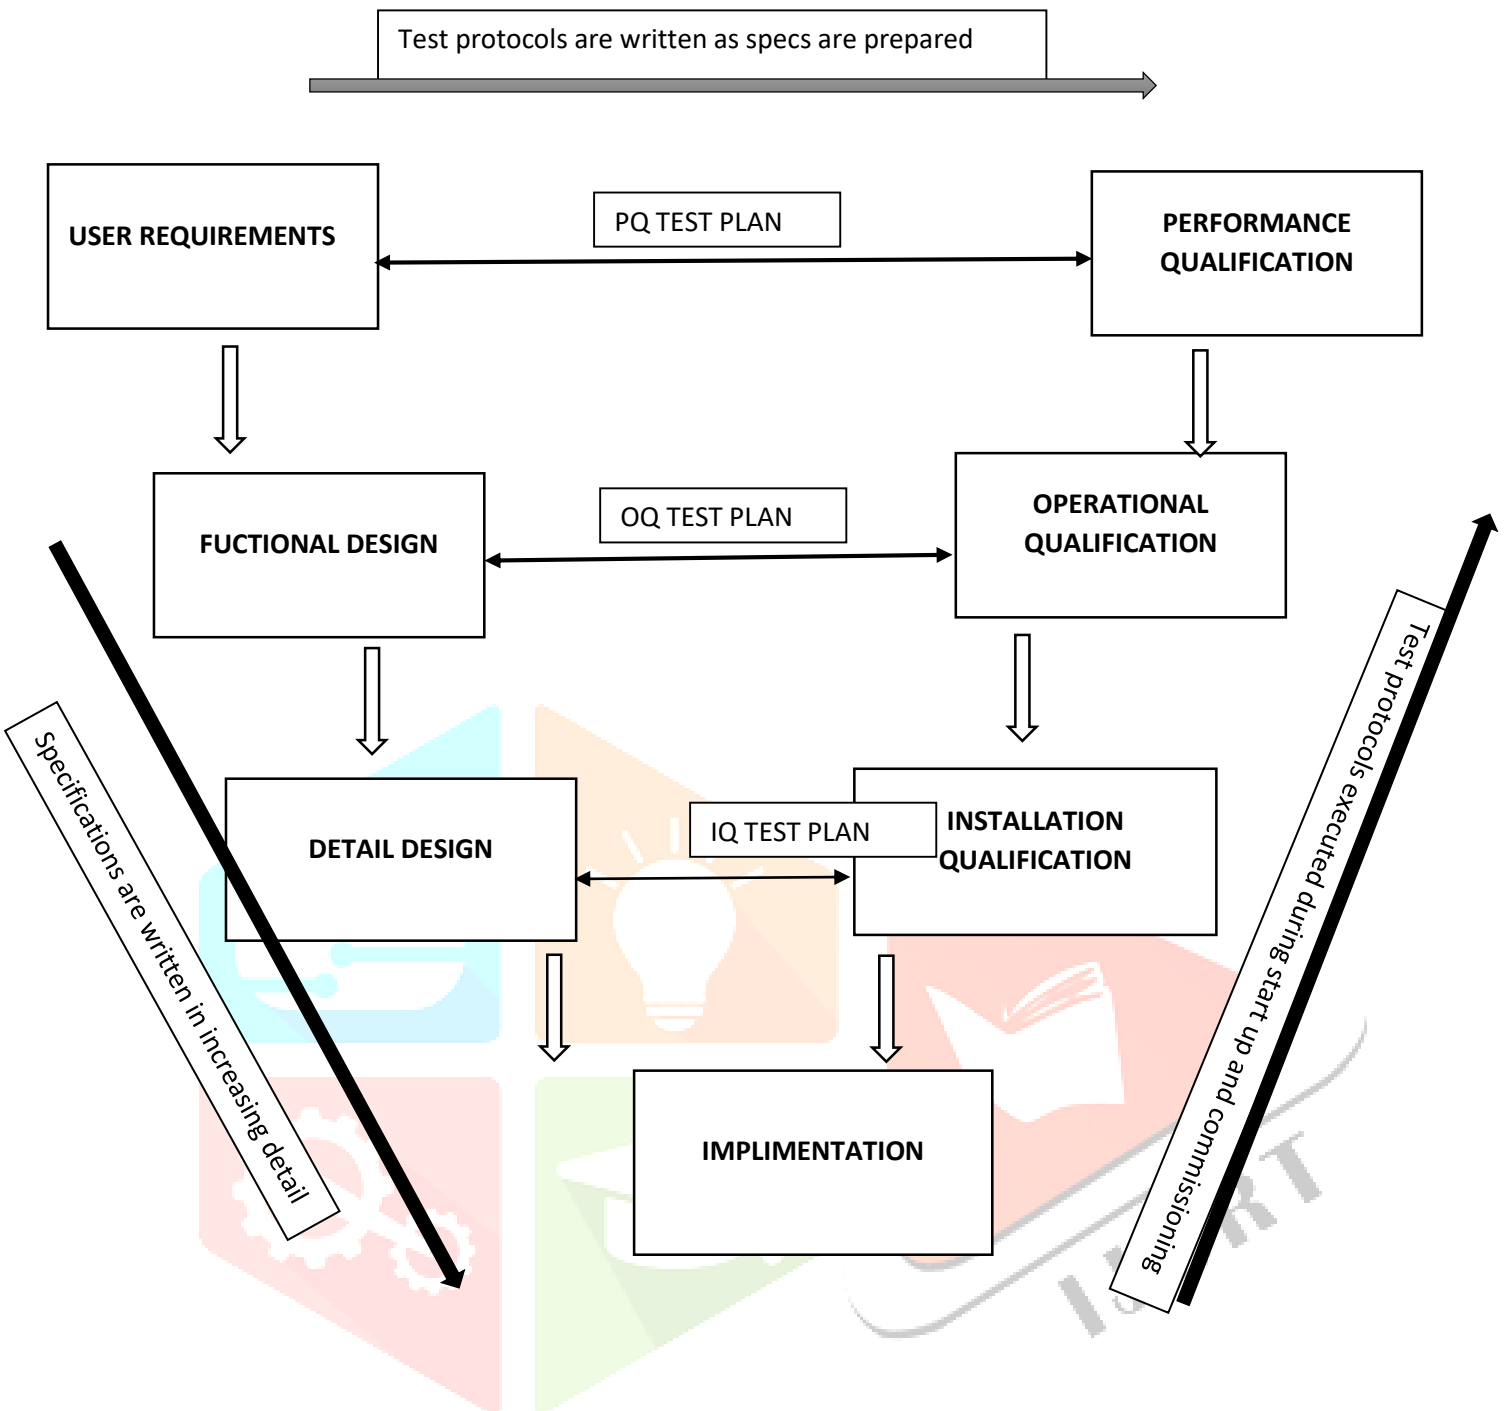 Test protocols are written as specs are prepared
USER REQUIREMENTS
PQ TEST PLAN
PERFORMANCE
QUALIFICATION
FUCTIONAL DESIGN
OQ TEST PLAN
OPERATIONAL
QUALIFICATION
Specifications are written in increasing detail
Test protocols executed during start up and commissioning
DETAIL DESIGN
IQ TEST PLAN
INSTALLATION
QUALIFICATION
IMPLIMENTATION